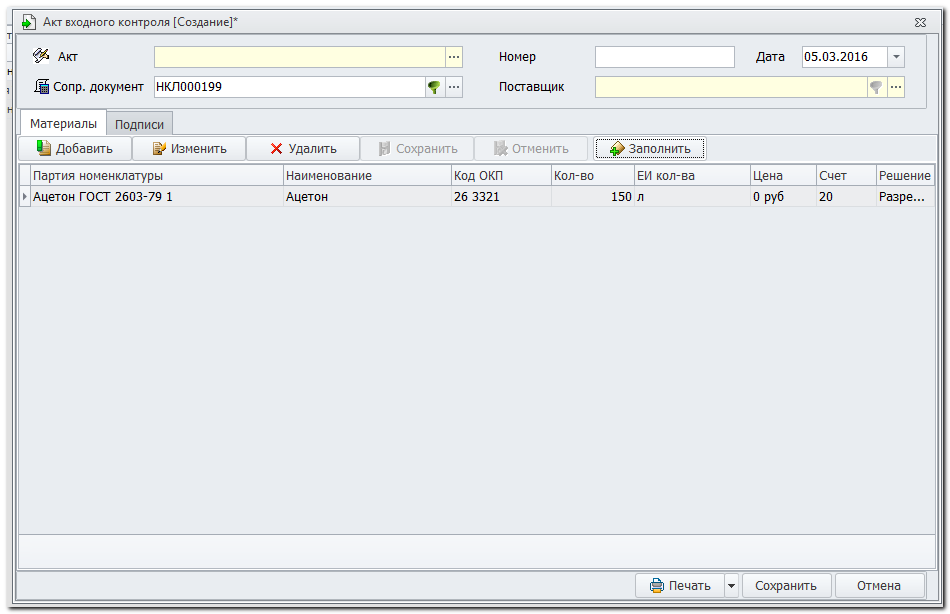 Акт входного контроля [Создание]*
Акт ... Номер Дата 05.03.2016
Сопр. документ НКЛ000199 ... Поставщик ...
Материалы Подписи
Добавить Изменить Удалить Сохранить Отменить Заполнить
Партия номенклатуры Наименование Код ОКП Кол-во ЕИ кол-ва Цена Счет Решение
Ацетон ГОСТ 2603-79 1 Ацетон 26 3321 150 л 0 руб 20 Разре...
Печать Сохранить Отмена